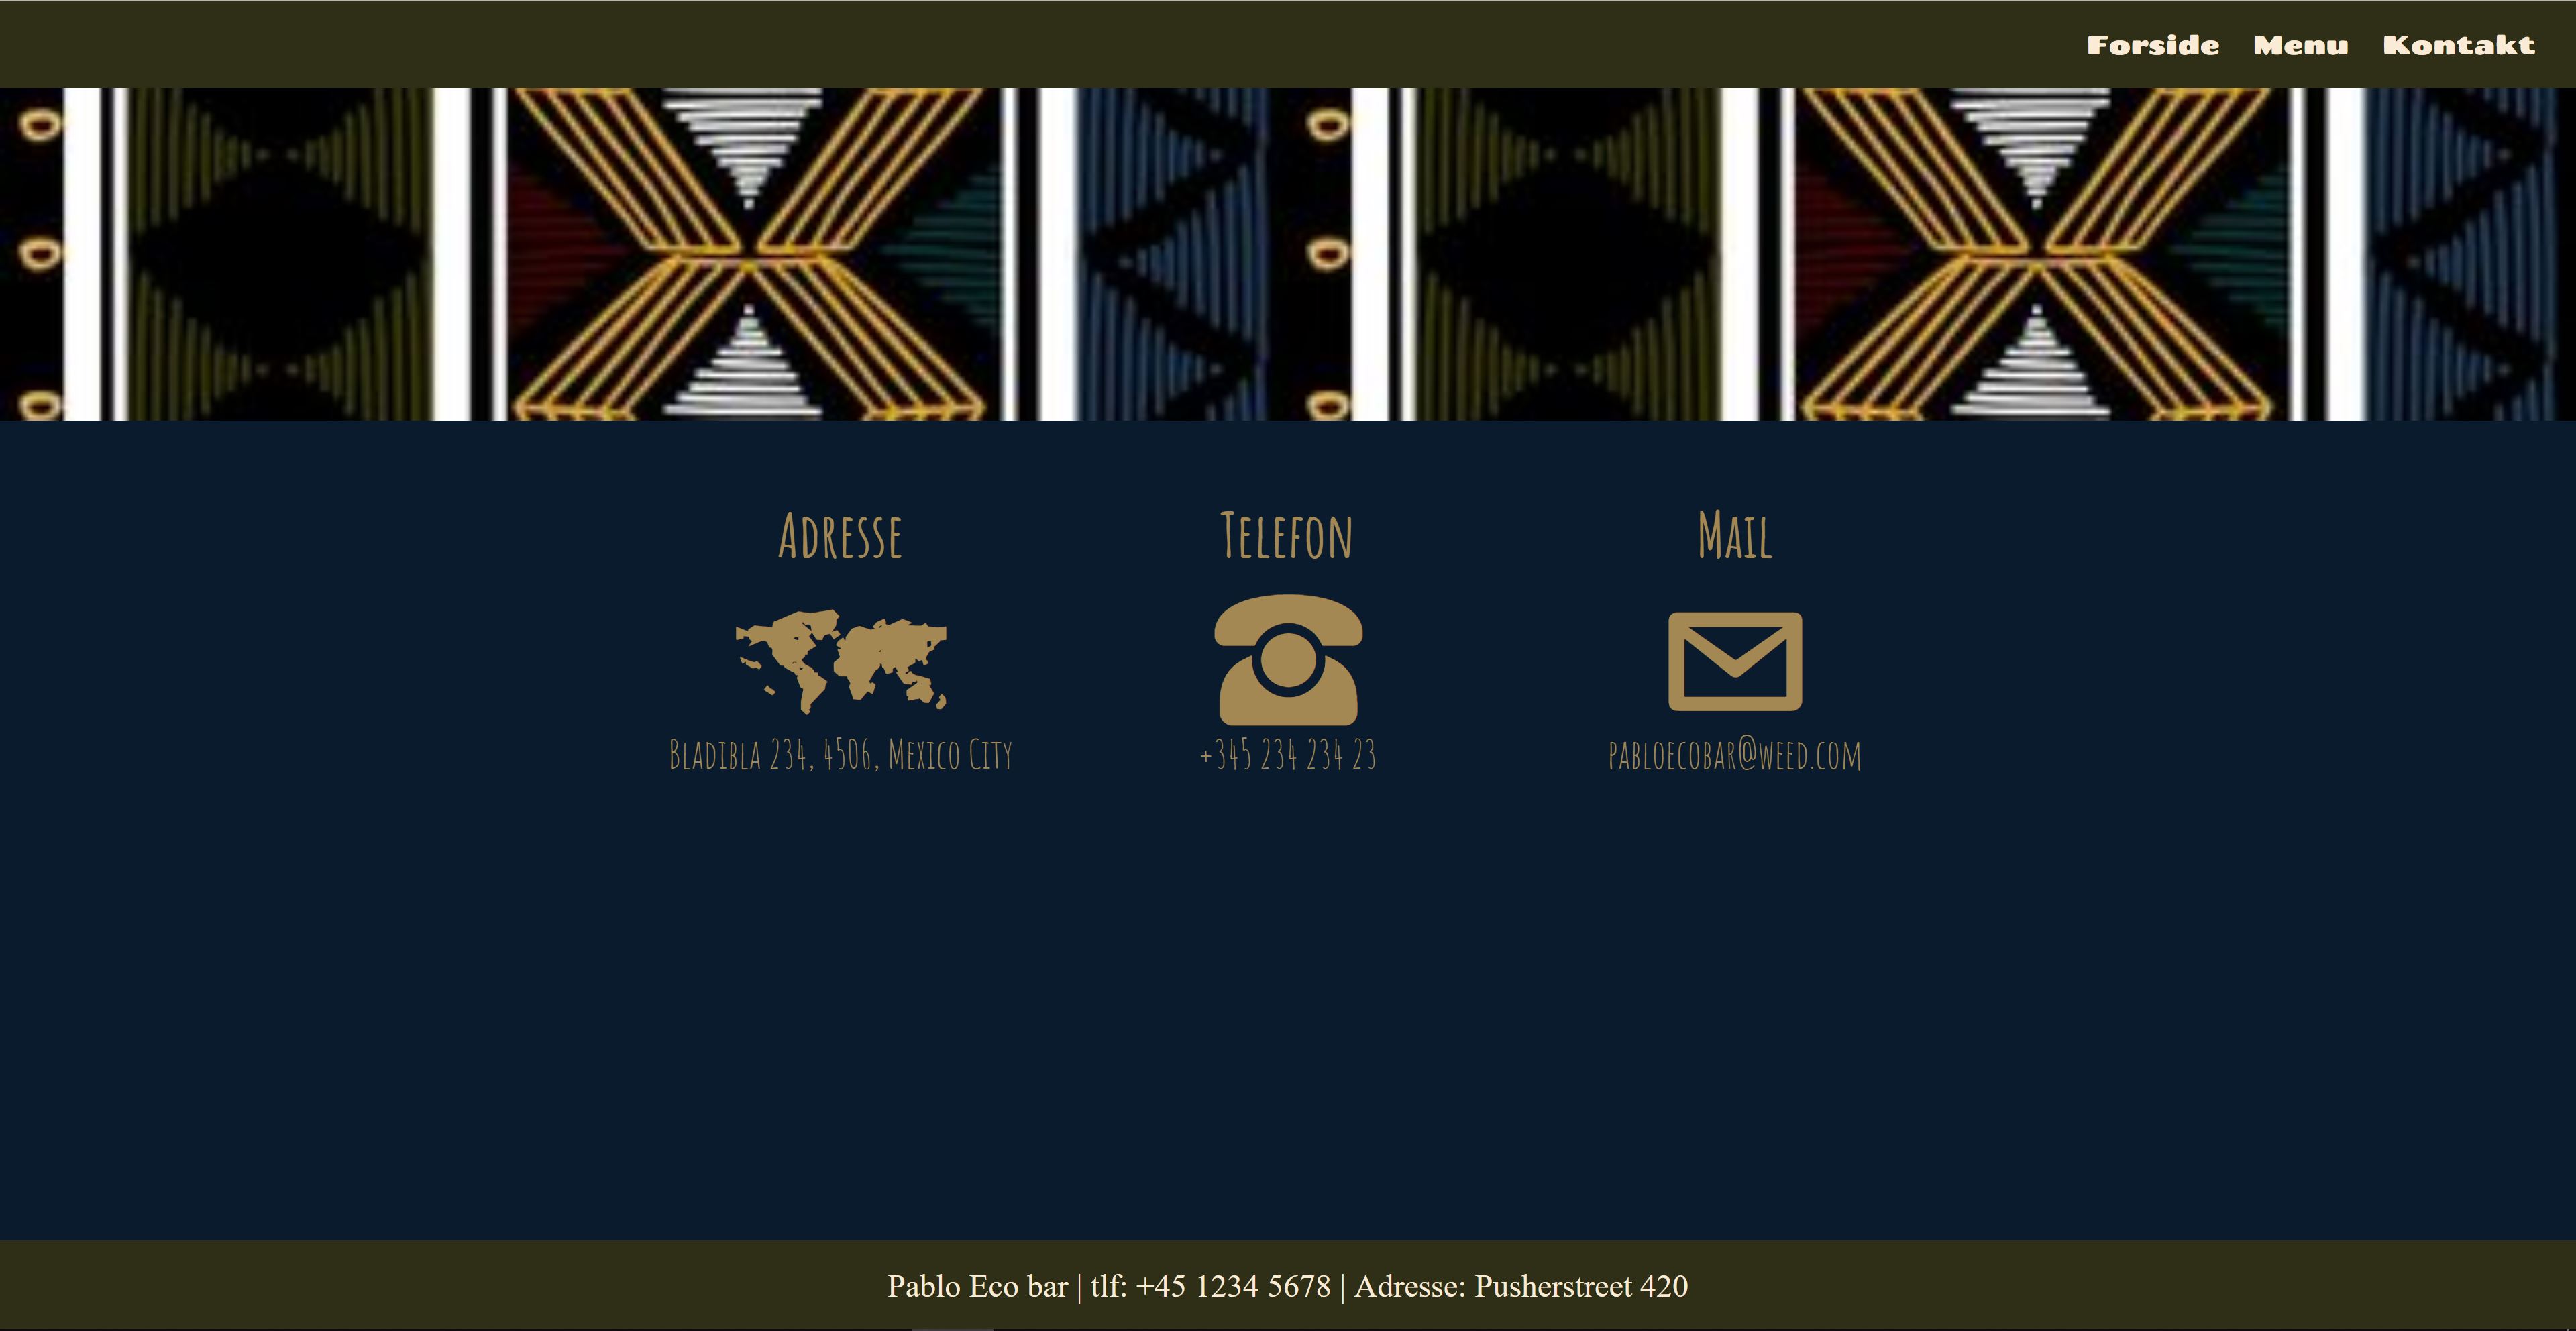 Forside Menu Kontakt
Adresse Telefon Mail
Bladibla 234, 4506, Mexico City +345 234 234 23 pabloecobar@weed.com
Pablo Eco bar | tlf: +45 1234 5678 | Adresse: Pusherstreet 420